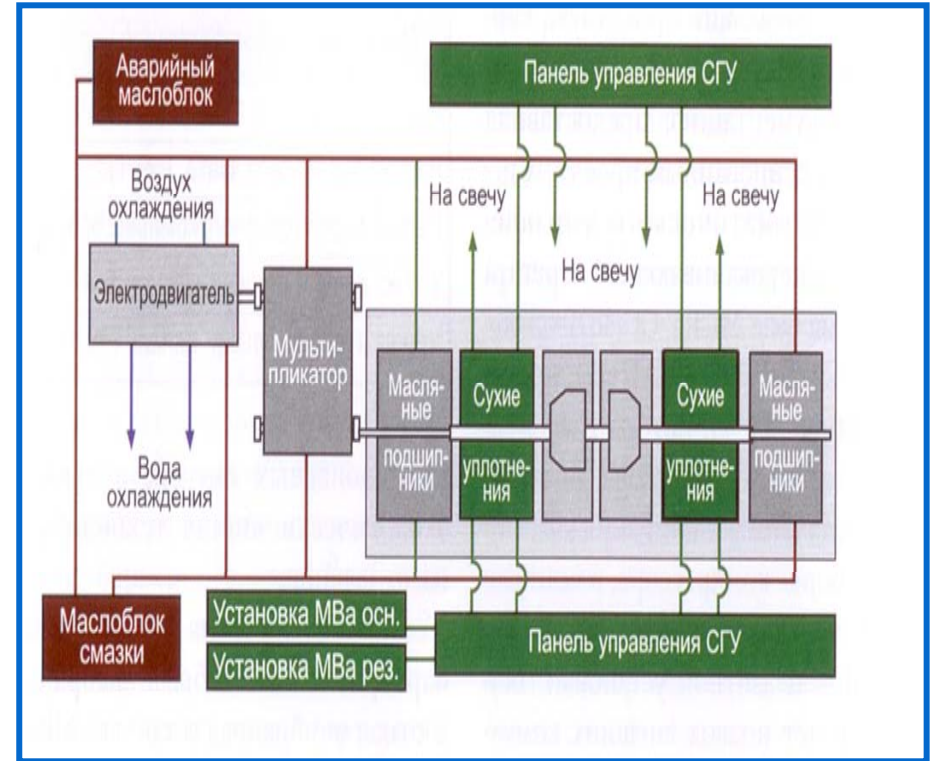 Аварийный
маслоблок
Панель управления СГУ
Воздух
охлаждения
На свечу
На свечу
На свечу
Электродвигатель
Мульти-
пликатор
Масля-
ные
подшип-
ники
Сухие
уплотне-
ния
Сухие
уплотне-
ния
Масля-
ные
подшип-
ники
Вода
охлаждения
Маслоблок
смазки
Установка МВа осн.
Установка МВа рез.
Панель управления СГУ